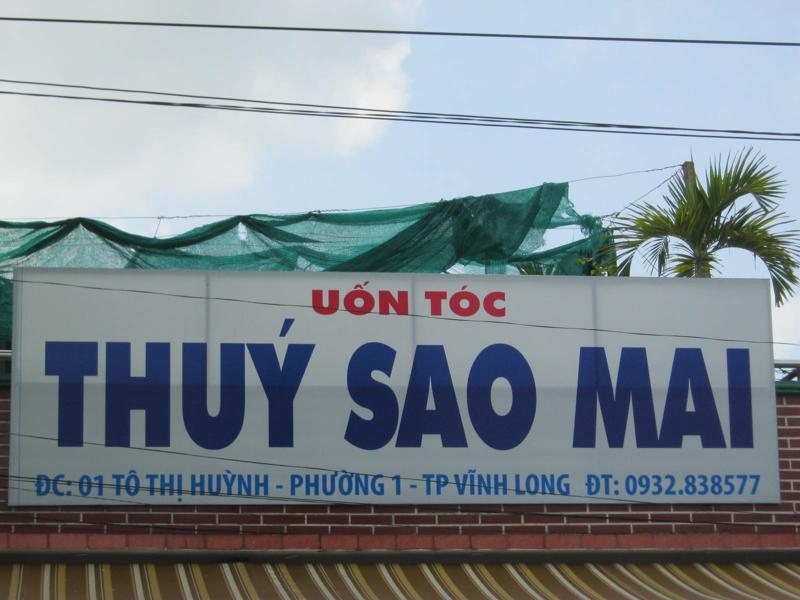 UỐN TÓC
THUÝ SAO MAI
ĐC: 01 TÔ THỊ HUỲNH - PHƯỜNG 1 - TP VĨNH LONG ĐT: 0932.838577